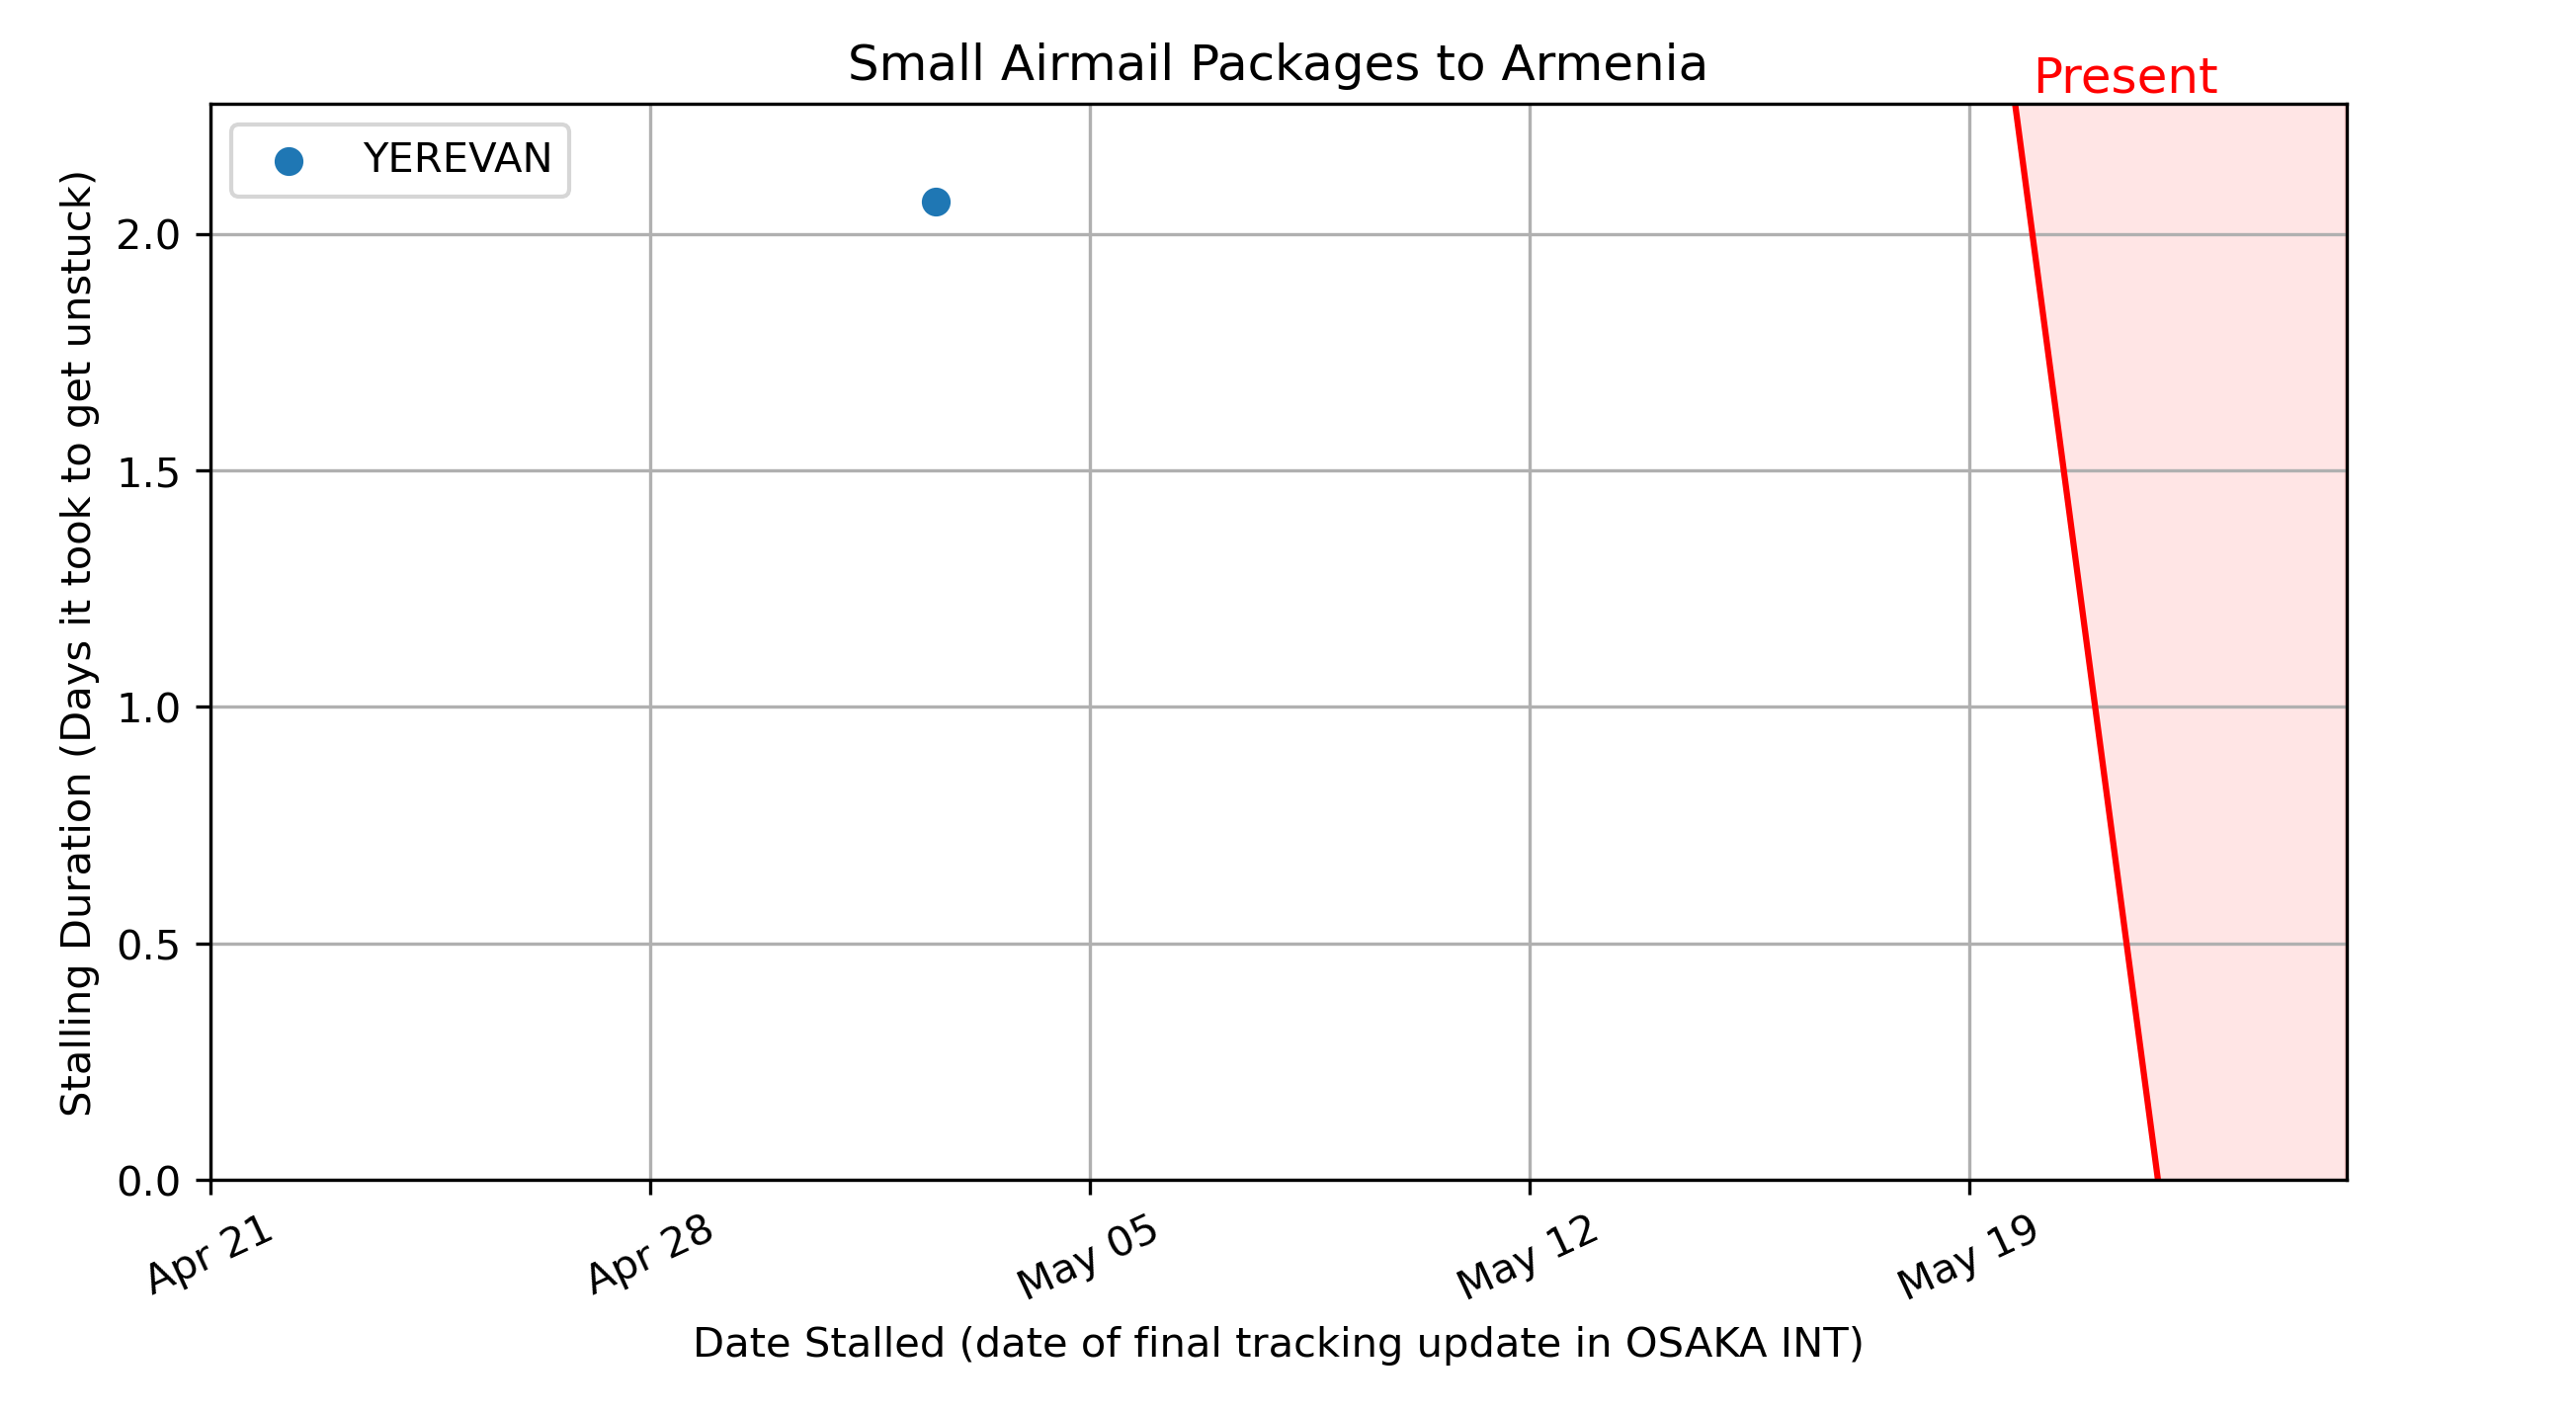 Small Airmail Packages to Armenia
Present
YEREVAN
Stalling Duration (Days it took to get unstuck)
2.0
1.5
1.0
0.5
0.0
Apr 21
Apr 28
May 05
May 12
May 19
Date Stalled (date of final tracking update in OSAKA INT)